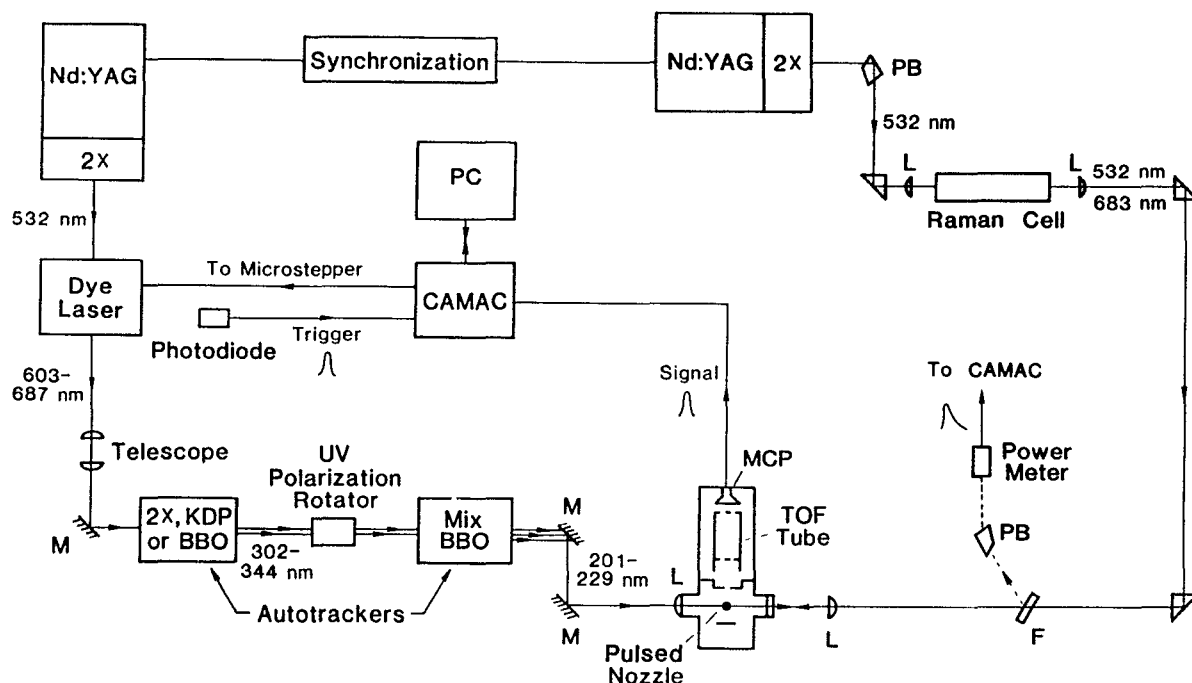 Nd:YAG
2X
Synchronization
Nd:YAG
2X
PB
532 nm
L
L
532 nm
683 nm
Raman Cell
PC
532 nm
To Microstepper
Dye
Laser
CAMAC
Photodiode
Trigger
603-
687 nm
Signal
To CAMAC
Telescope
UV
Polarization
Rotator
MCP
Power
Meter
M
2X, KDP
or BBO
302-
344 nm
Mix
BBO
M
TOF
Tube
PB
201-
229 nm
L
Autotrackers
M
L
F
Pulsed
Nozzle